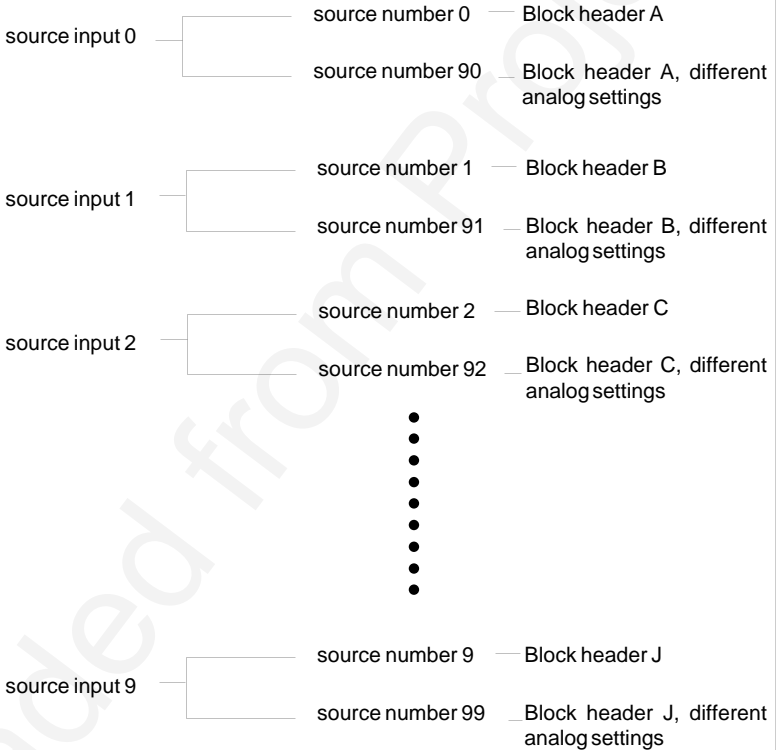 source number 0 Block header A
source input 0
source number 90 Block header A, different
analog settings
source number 1 Block header B
source input 1
source number 91 Block header B, different
analog settings
source number 2 Block header C
source input 2
source number 92 Block header C, different
analog settings
source number 9 Block header J
source input 9
source number 99 Block header J, different
analog settings
nded from Proj